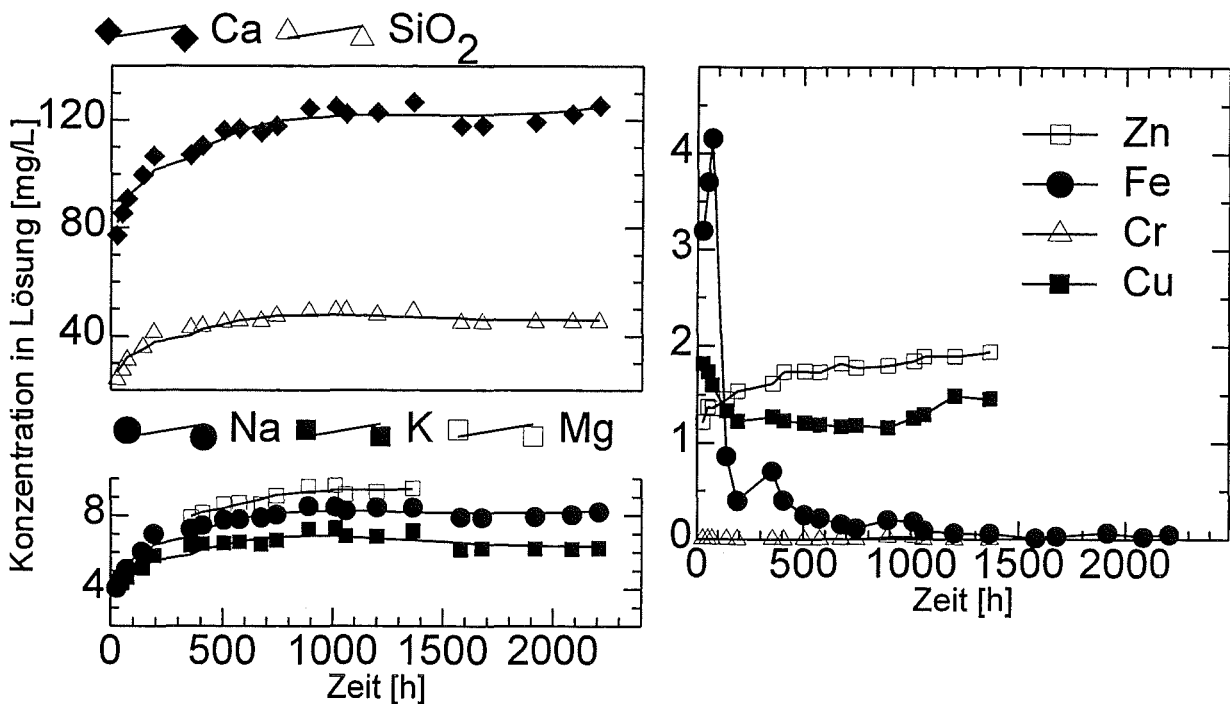 Ca SiO2
Konzentration in Lösung [mg/L]
120
80
40
Na K Mg
8
4
0 500 1000 1500 2000
Zeit [h]
Zn
Fe
Cr
Cu
4
3
2
1
0
0 500 1000 1500 2000
Zeit [h]